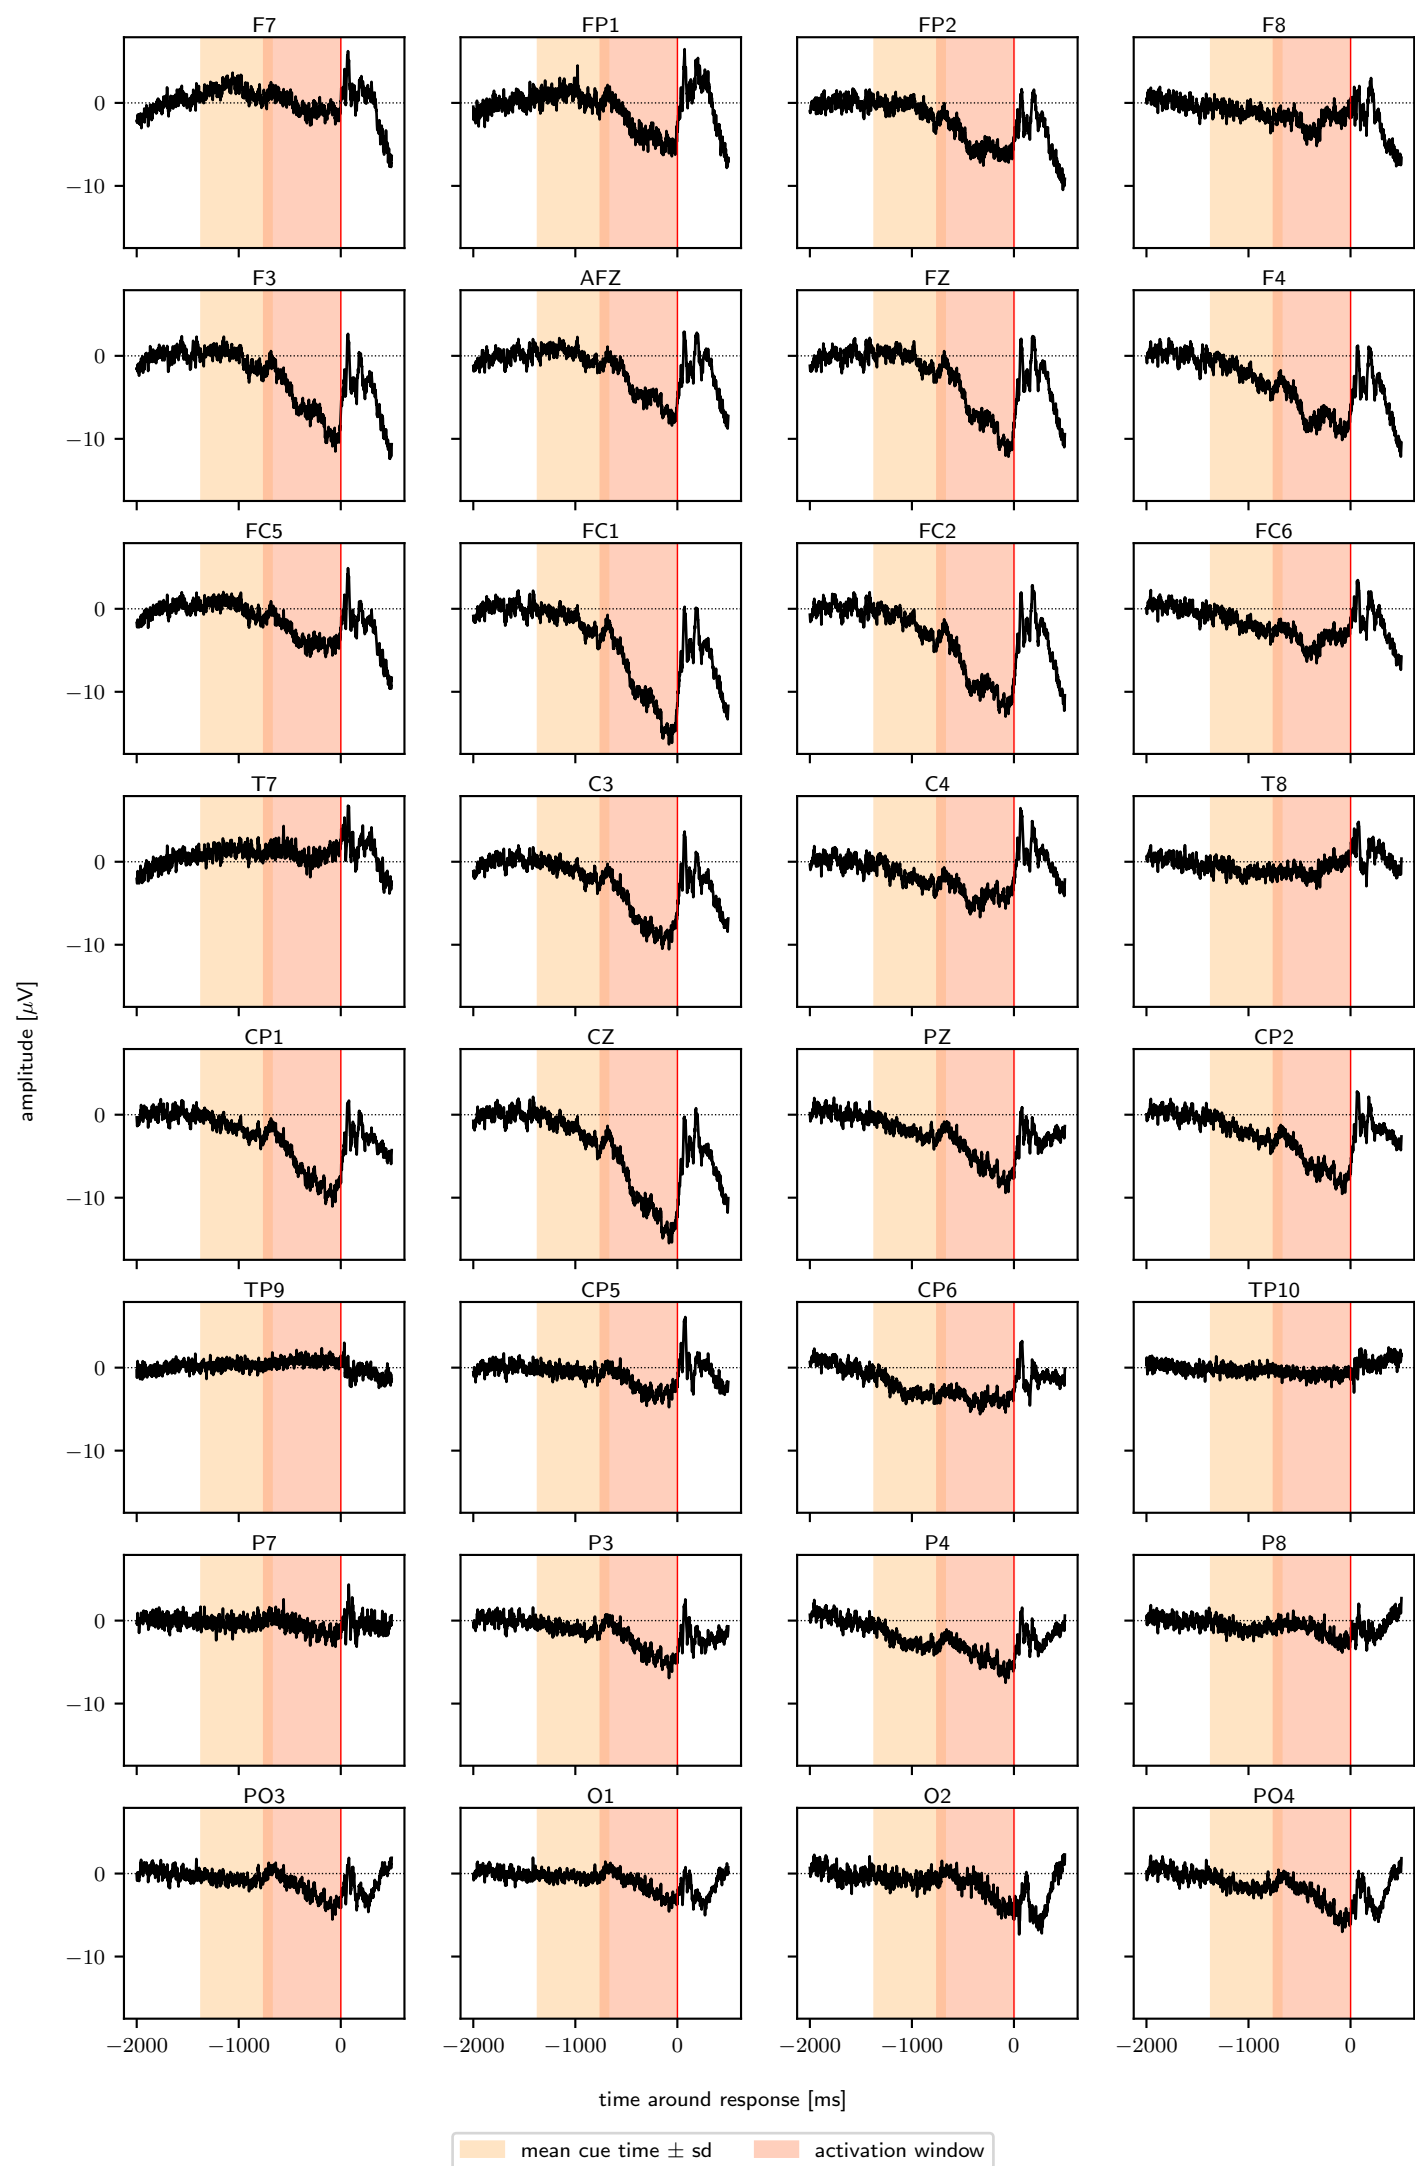 F7 FP1 FP2 F8
0
−10
F3 AFZ FZ F4
0
−10
FC5 FC1 FC2 FC6
0
−10
T7 C3 C4 T8
0
−10
amplitude [μV]
CP1 CZ PZ CP2
0
−10
TP9 CP5 CP6 TP10
0
−10
P7 P3 P4 P8
0
−10
PO3 O1 O2 PO4
0
−10
−2000 −1000 0 −2000 −1000 0 −2000 −1000 0 −2000 −1000 0
time around response [ms]
mean cue time ± sd activation window